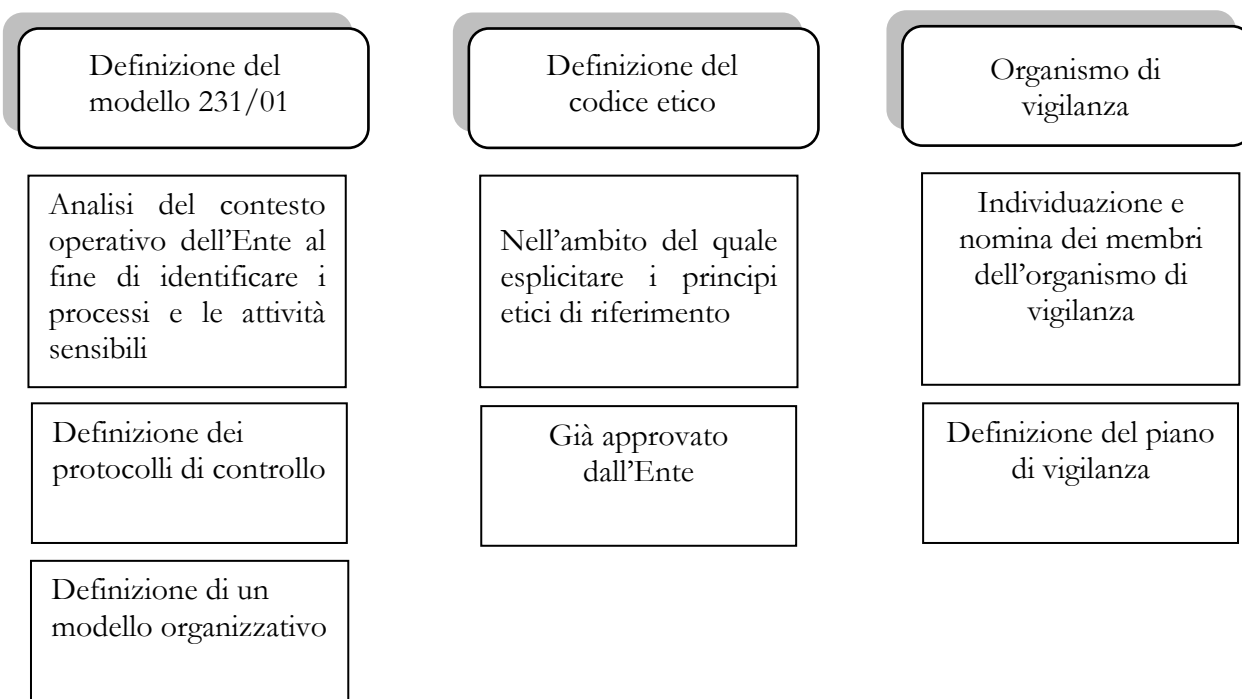 Definizione del
modello 231/01
Analisi del contesto
operativo dell'Ente al
fine di identificare i
processi e le attività
sensibili
Definizione dei
protocolli di controllo
Definizione di un
modello organizzativo
Definizione del
codice etico
Nell'ambito del quale
esplicitare i principi
etici di riferimento
Già approvato
dall'Ente
Organismo di
vigilanza
Individuazione e
nomina dei membri
dell'organismo di
vigilanza
Definizione del piano
di vigilanza